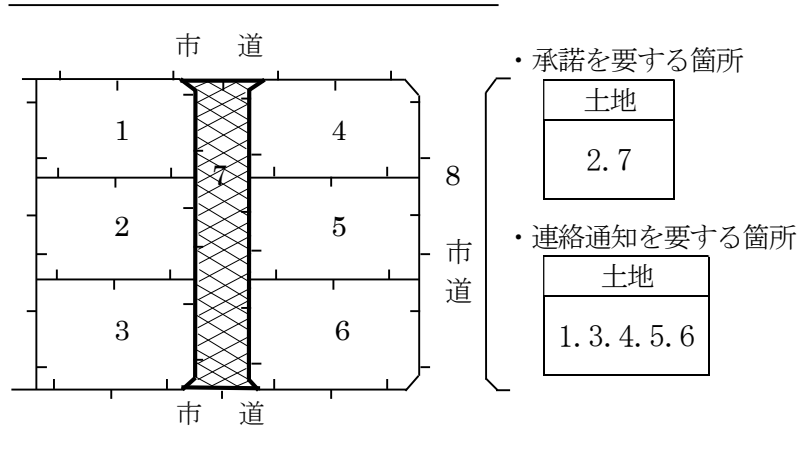 市 道
・承諾を要する箇所
土地
2.7
1
4
7
8
2
5
市
道
・連絡通知を要する箇所
土地
1.3.4.5.6
3
6
市 道